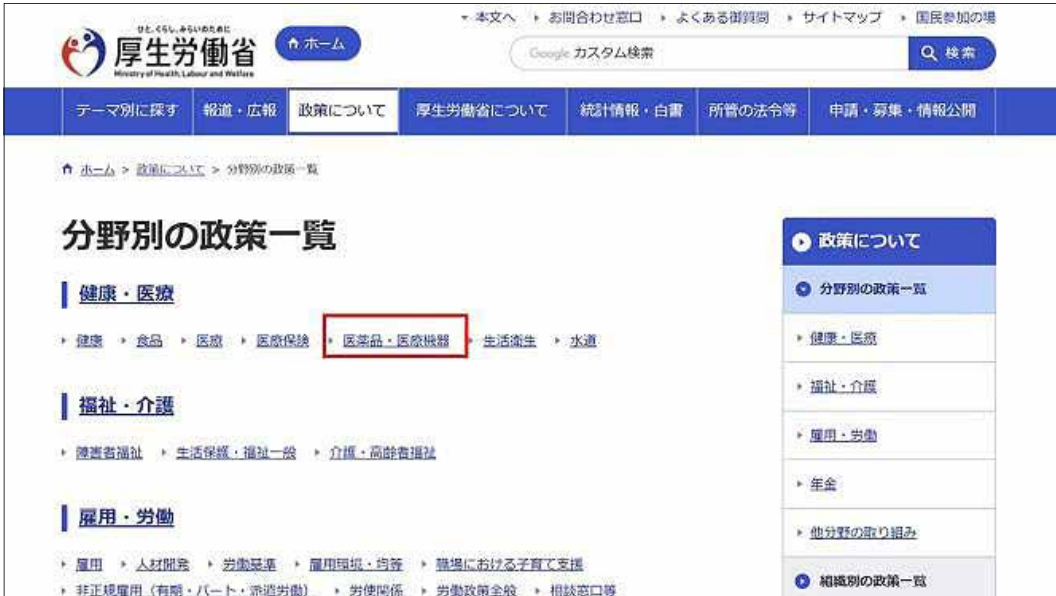 本文へ お問合わせ窓口 よくある御質問 サイトマップ 国民参加の場
ひと、くらし、みらいのために
厚生労働省
Ministry of Health, Labour and Welfare
ホーム
Google カスタム検索
検索
テーマ別に探す 報道・広報 政策について 厚生労働省について 統計情報・白書 所管の法令等 申請・募集・情報公開
ホーム > 政策について > 分野別の政策一覧
分野別の政策一覧
健康・医療
健康 食品 医療 医療保険 医薬品・医療機器 生活衛生 水道
福祉・介護
障害者福祉 生活保護・福祉一般 介護・高齢者福祉
雇用・労働
雇用 人材開発 労働基準 雇用環境・均等 職場における子育て支援
非正規雇用（有期・パート・派遣労働） 労使関係 労働政策全般 相談窓口等
政策について
分野別の政策一覧
健康・医療
福祉・介護
雇用・労働
年金
他分野の取り組み
組織別の政策一覧